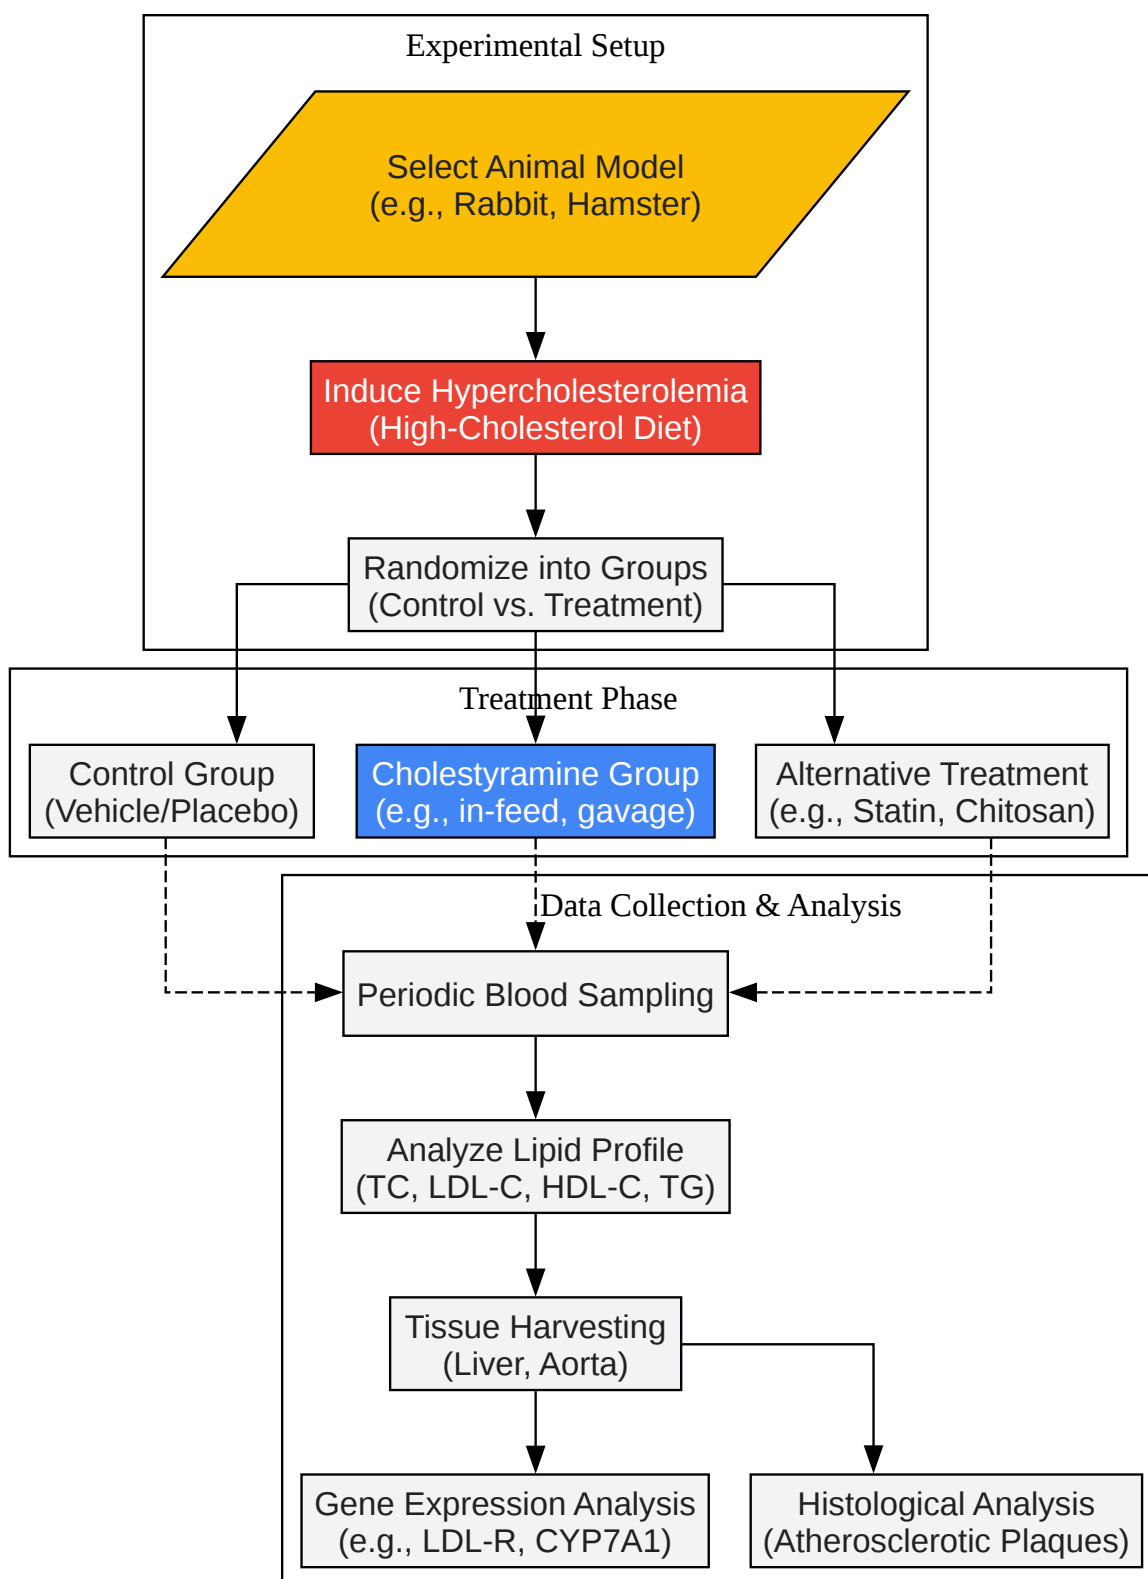 Experimental Setup
Select Animal Model
(e.g., Rabbit, Hamster)
Induce Hypercholesterolemia
(High-Cholesterol Diet)
Randomize into Groups
(Control vs. Treatment)
Treatment Phase
Control Group
(Vehicle/Placebo)
Cholestyramine Group
(e.g., in-feed, gavage)
Alternative Treatment
(e.g., Statin, Chitosan)
Data Collection & Analysis
Periodic Blood Sampling
Analyze Lipid Profile
(TC, LDL-C, HDL-C, TG)
Tissue Harvesting
(Liver, Aorta)
Gene Expression Analysis
(e.g., LDL-R, CYP7A1)
Histological Analysis
(Atherosclerotic Plaques)